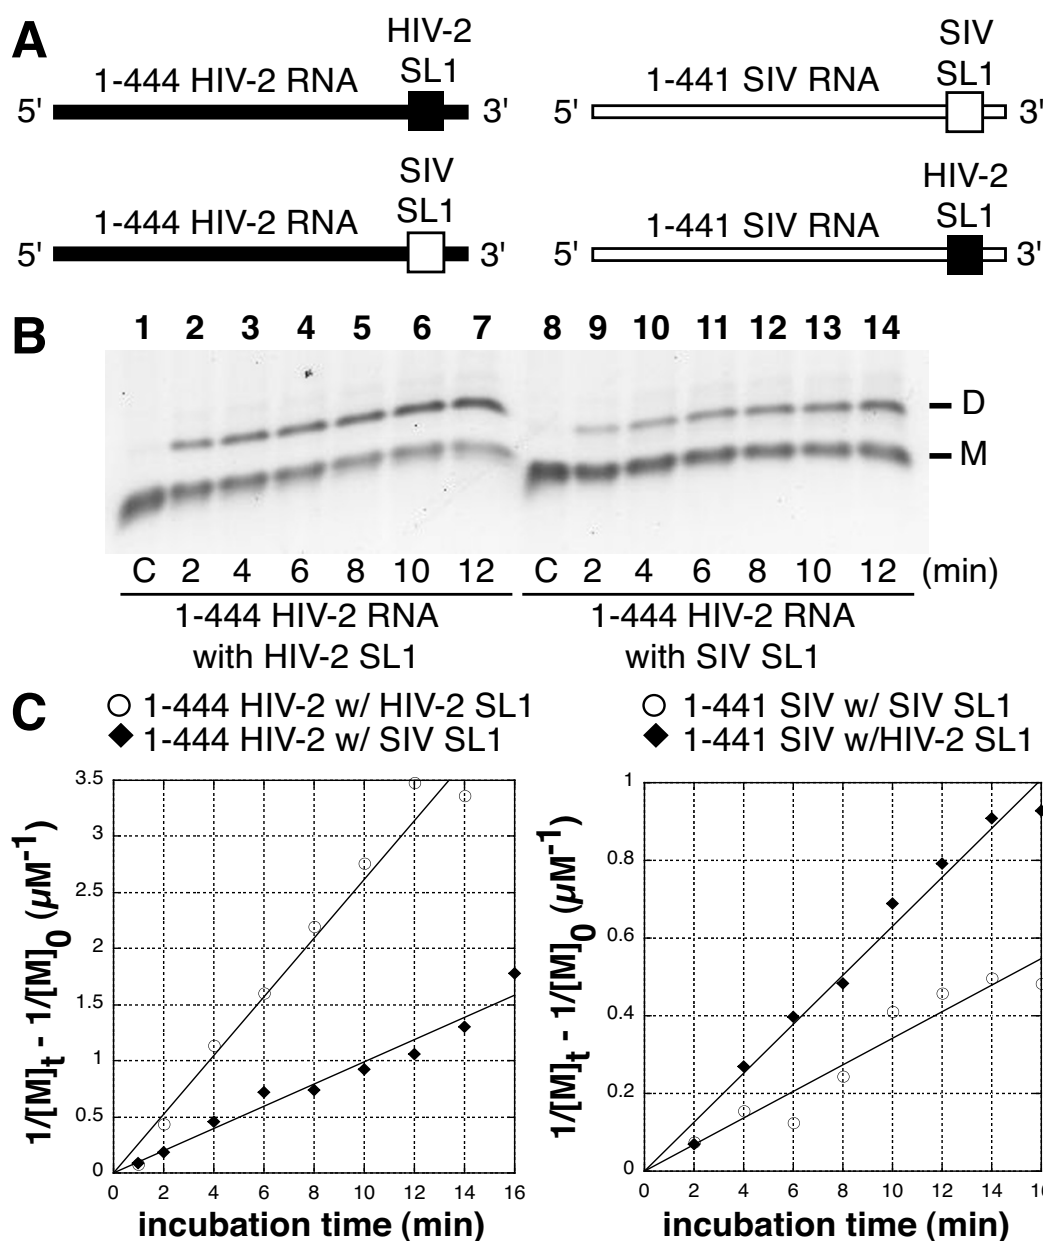 A
HIV-2
SL1
1-444 HIV-2 RNA
5' 3'
SIV
SL1
1-441 SIV RNA
5' 3'
SIV
SL1
1-444 HIV-2 RNA
5' 3'
HIV-2
SL1
1-441 SIV RNA
5' 3'
B
1 2 3 4 5 6 7 8 9 10 11 12 13 14
D
M
C 2 4 6 8 10 12 C 2 4 6 8 10 12 (min)
1-444 HIV-2 RNA
with HIV-2 SL1
1-444 HIV-2 RNA
with SIV SL1
C
1-444 HIV-2 w/ HIV-2 SL1
1-444 HIV-2 w/ SIV SL1
3.5
3
2.5
2
1.5
1
0.5
0
0 2 4 6 8 10 12 14 16
1/[M]t - 1/[M]0 (µM-1)
incubation time (min)
1-441 SIV w/ SIV SL1
1-441 SIV w/HIV-2 SL1
1
0.8
0.6
0.4
0.2
0
0 2 4 6 8 10 12 14 16
1/[M]t - 1/[M]0 (µM-1)
incubation time (min)